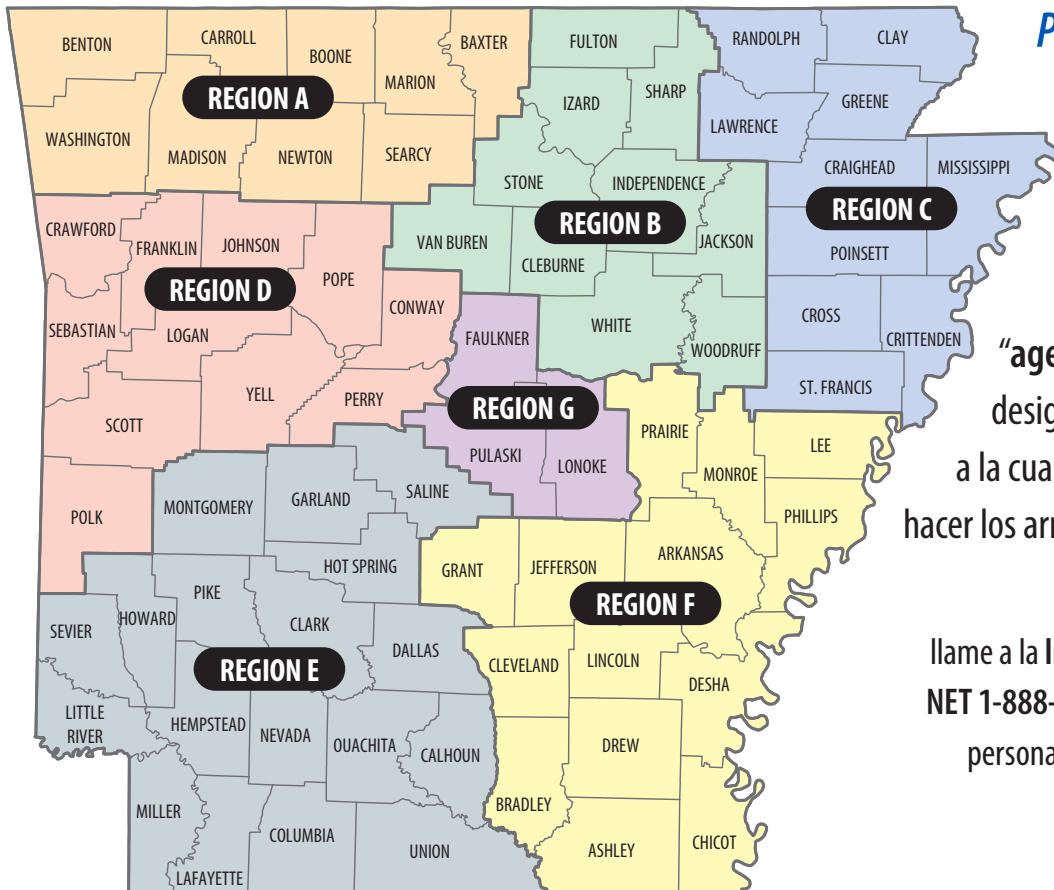 BENTON
CARROLL
BOONE
MARION
BAXTER
REGION A
WASHINGTON
MADISON
NEWTON
SEARCY
FULTON
IZARD
SHARP
STONE
INDEPENDENCE
REGION B
VAN BUREN
CLEBURNE
JACKSON
WHITE
WOODRUFF
RANDOLPH
CLAY
GREENE
LAWRENCE
CRAIGHEAD
MISSISSIPPI
REGION C
POINSETT
CROSS
CRITTENDEN
ST. FRANCIS
CRAWFORD
FRANKLIN
JOHNSON
POPE
REGION D
CONWAY
SEBASTIAN
LOGAN
YELL
PERRY
SCOTT
POLK
FAULKNER
REGION G
PULASKI
LONOKE
MONTGOMERY
GARLAND
SALINE
HOT SPRING
PIKE
HOWARD
SEVIER
CLARK
DALLAS
REGION E
LITTLE
RIVER
HEMPSTEAD
NEVADA
OUACHITA
CALHOUN
MILLER
LAFAYETTE
COLUMBIA
UNION
PRAIRIE
MONROE
LEE
PHILLIPS
GRANT
JEFFERSON
ARKANSAS
REGION F
CLEVELAND
LINCOLN
DESHA
DREW
BRADLEY
ASHLEY
CHICOT
P
“age
desig
a la cua
hacer los arr
llame a la
NET 1-888-
persona